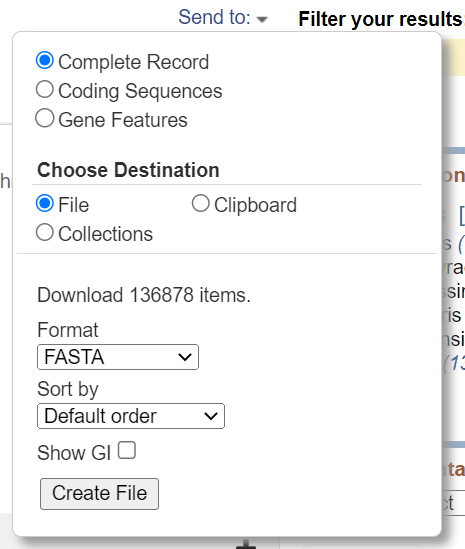 Send to:
Filter your results:
Complete Record
Coding Sequences
Gene Features
Choose Destination
File
Clipboard
Collections
Download 136878 items.
Format
FASTA
Sort by
Default order
Show GI
Create File